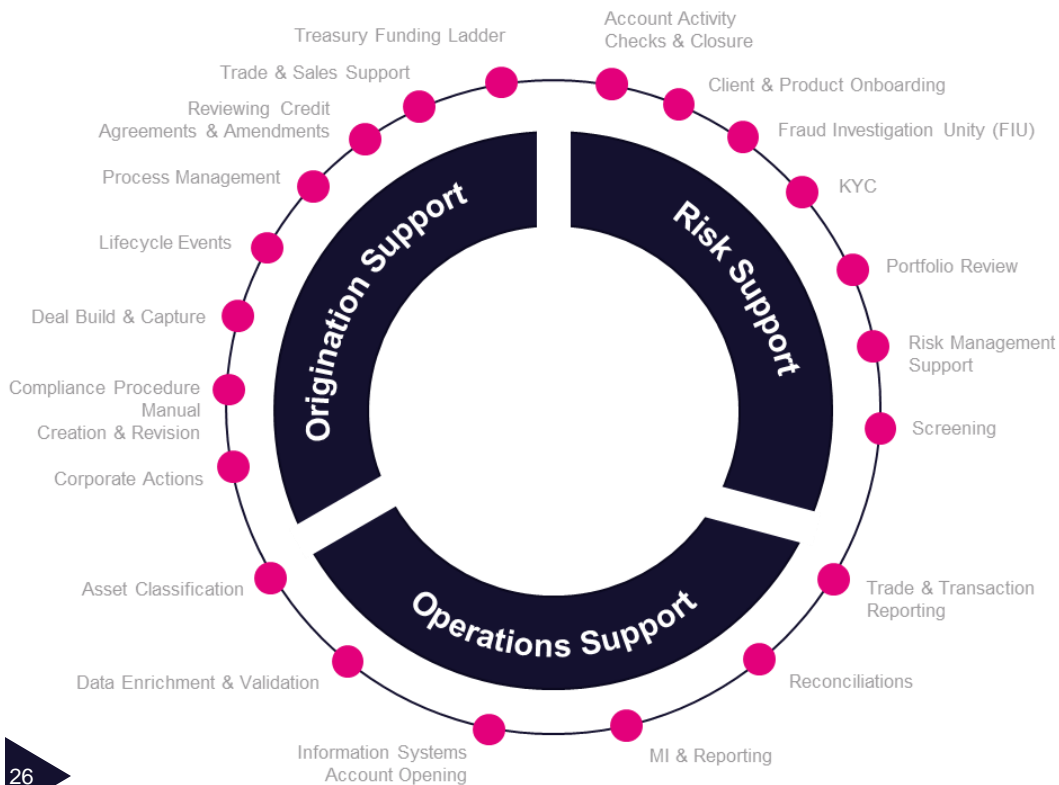 Treasury Funding Ladder
Trade & Sales Support
Reviewing Credit
Agreements & Amendments
Process Management
Lifecycle Events
Deal Build & Capture
Compliance Procedure
Manual
Creation & Revision
Corporate Actions
Asset Classification
Data Enrichment & Validation
Information Systems
Account Opening
Account Activity
Checks & Closure
Client & Product Onboarding
Fraud Investigation Unity (FIU)
KYC
Portfolio Review
Risk Management
Support
Screening
Trade & Transaction
Reporting
Reconciliations
MI & Reporting
Origination Support
Risk Support
Operations Support
26